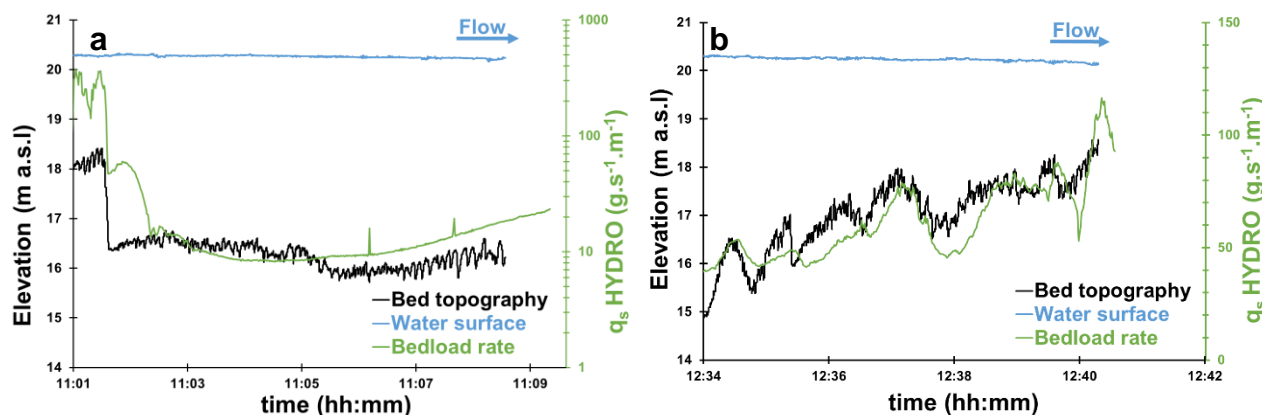 a
Flow
Elevation (m a.s.l)
21
20
19
18
17
16
15
14
1000
100
10
1
qₛ HYDRO (g.s⁻¹.m⁻¹)
Bed topography
Water surface
Bedload rate
11:01 11:03 11:05 11:07 11:09
time (hh:mm)
b
Flow
Elevation (m a.s.l)
21
20
19
18
17
16
15
14
150
100
50
0
qₛ HYDRO (g.s⁻¹.m⁻¹)
Bed topography
Water surface
Bedload rate
12:34 12:36 12:38 12:40 12:42
time (hh:mm)